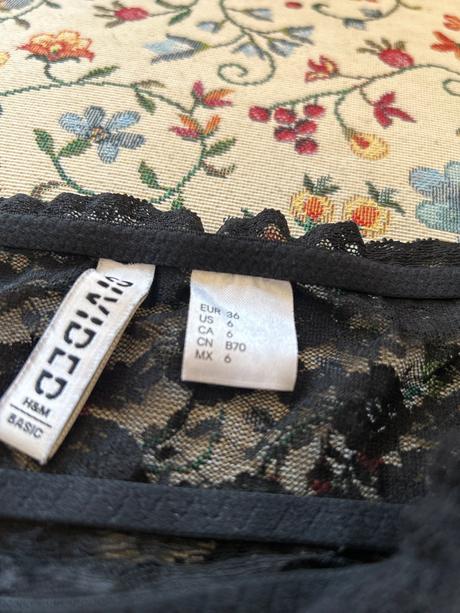 DIVIDED
H&M
BASIC
EUR 36
US 6
CA 6
CN B70
MX 6